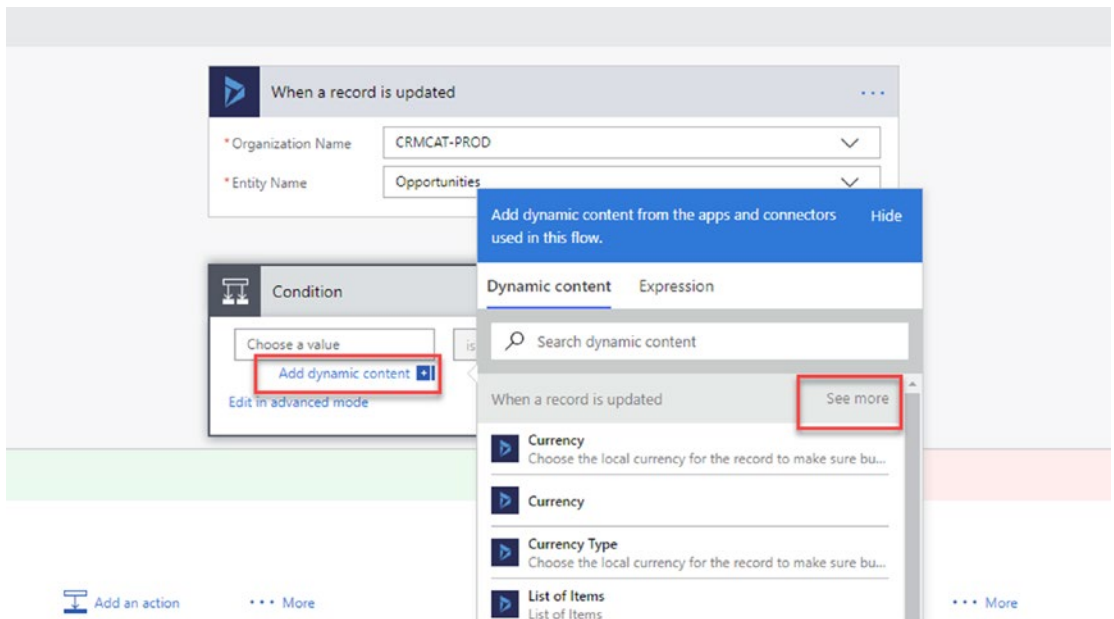 When a record is updated
...
* Organization Name
CRMCAT-PROD
* Entity Name
Opportunities
Add dynamic content from the apps and connectors
used in this flow.
Hide
Condition
Dynamic content
Expression
Choose a value
is
Search dynamic content
Add dynamic content
Edit in advanced mode
When a record is updated
See more
Currency
Choose the local currency for the record to make sure bu...
Currency
Currency Type
Choose the local currency for the record to make sure bu...
List of Items
List of Items
Add an action
... More
... More